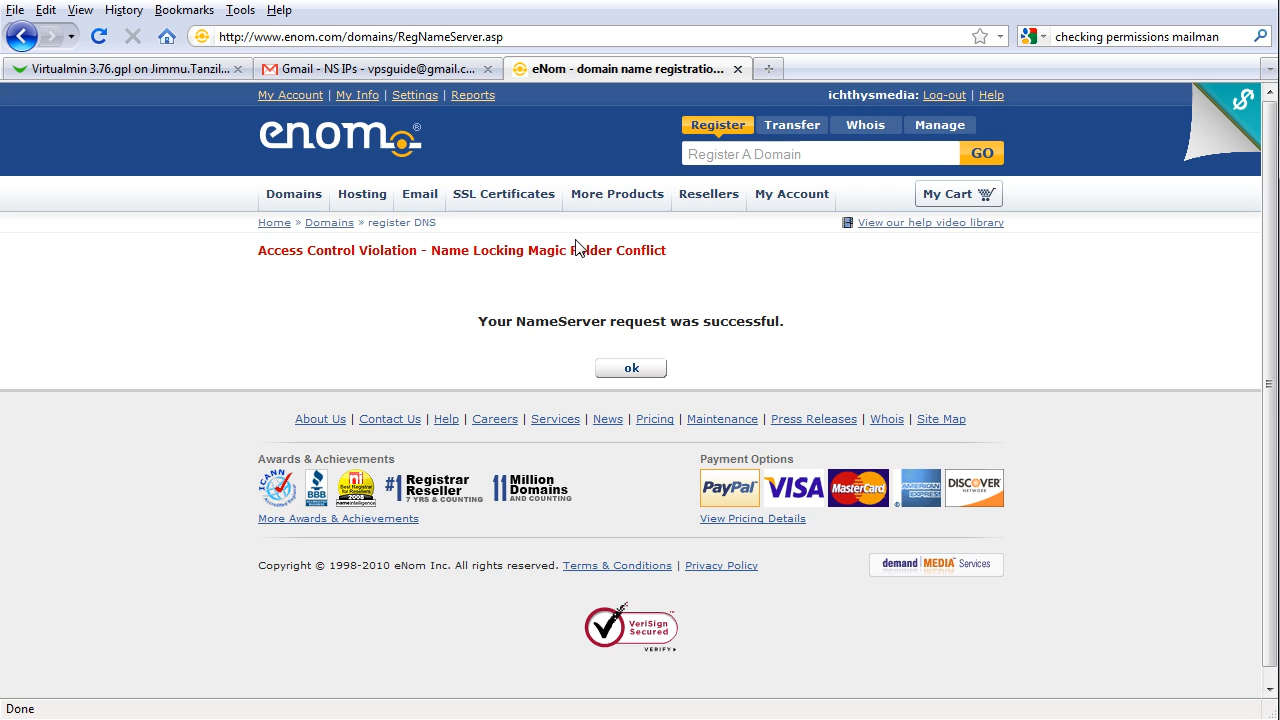 File Edit View History Bookmarks Tools Help
http://www.enom.com/domains/RegNameServer.asp
checking permissions mailman
Virtualmin 3.76.gpl on Jimmu.Tanzil...
Gmail - NS IPs - vpsguide@gmail.c...
eNom - domain name registratio...
My Account | My Info | Settings | Reports
ichthysmedia: Log-out | Help
enom®
Register Transfer Whois Manage
Register A Domain GO
Domains Hosting Email SSL Certificates More Products Resellers My Account My Cart
Home » Domains » register DNS
View our help video library
Access Control Violation - Name Locking Magic Folder Conflict
Your NameServer request was successful.
ok
About Us | Contact Us | Help | Careers | Services | News | Pricing | Maintenance | Press Releases | Whois | Site Map
Awards & Achievements
Payment Options
ICANN
BBB
#1 Registrar Reseller
7 YRS & COUNTING
11 Million Domains
AND COUNTING
PayPal VISA MasterCard AMERICAN EXPRESS DISCOVER NETWORK
More Awards & Achievements
View Pricing Details
Copyright © 1998-2010 eNom Inc. All rights reserved. Terms & Conditions | Privacy Policy
demand MEDIA Services
VeriSign Secured
VERIFY
Done